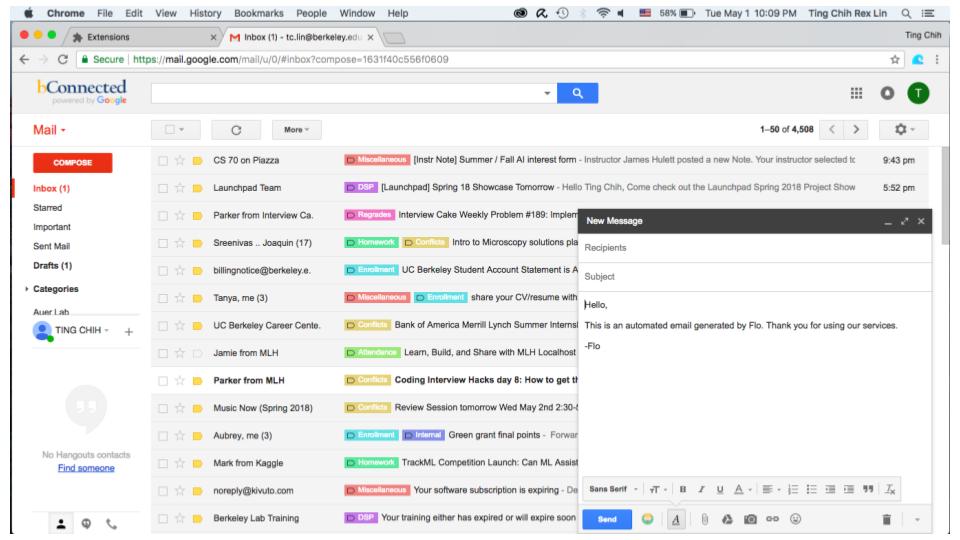 Chrome File Edit View History Bookmarks People Window Help 58% Tue May 1 10:09 PM Ting Chih Rex Lin
Extensions × Inbox (1) - tc.lin@berkeley.edu × Ting Chih
Secure https://mail.google.com/mail/u/0/#inbox?compose=1631f40c556f0609
bConnected
powered by Google
Mail More 1–50 of 4,508
COMPOSE
Inbox (1)
Starred
Important
Sent Mail
Drafts (1)
Categories
Auer Lab
TING CHIH +
No Hangouts contacts
Find someone
CS 70 on Piazza Miscellaneous [Instr Note] Summer / Fall AI interest form - Instructor James Hulett posted a new Note. Your instructor selected tc 9:43 pm
Launchpad Team DSP [Launchpad] Spring 18 Showcase Tomorrow - Hello Ting Chih, Come check out the Launchpad Spring 2018 Project Show 5:52 pm
Parker from Interview Ca. Regrades Interview Cake Weekly Problem #189: Implem
Sreenivas .. Joaquin (17) Homework Conflicts Intro to Microscopy solutions pla
billingnotice@berkeley.e. Enrollment UC Berkeley Student Account Statement is A
Tanya, me (3) Miscellaneous Enrollment share your CV/resume with
UC Berkeley Career Cente. Conflicts Bank of America Merrill Lynch Summer Interns
Jamie from MLH Attendance Learn, Build, and Share with MLH Localhost
Parker from MLH Conflicts Coding Interview Hacks day 8: How to get th
Music Now (Spring 2018) Conflicts Review Session tomorrow Wed May 2nd 2:30-
Aubrey, me (3) Enrollment Internal Green grant final points - Forwar
Mark from Kaggle Homework TrackML Competition Launch: Can ML Assist
noreply@kivuto.com Miscellaneous Your software subscription is expiring - De
Berkeley Lab Training DSP Your training either has expired or will expire soon
New Message
Recipients
Subject
Hello,
This is an automated email generated by Flo. Thank you for using our services.
-Flo
Sans Serif T B I U A Tx
Send A